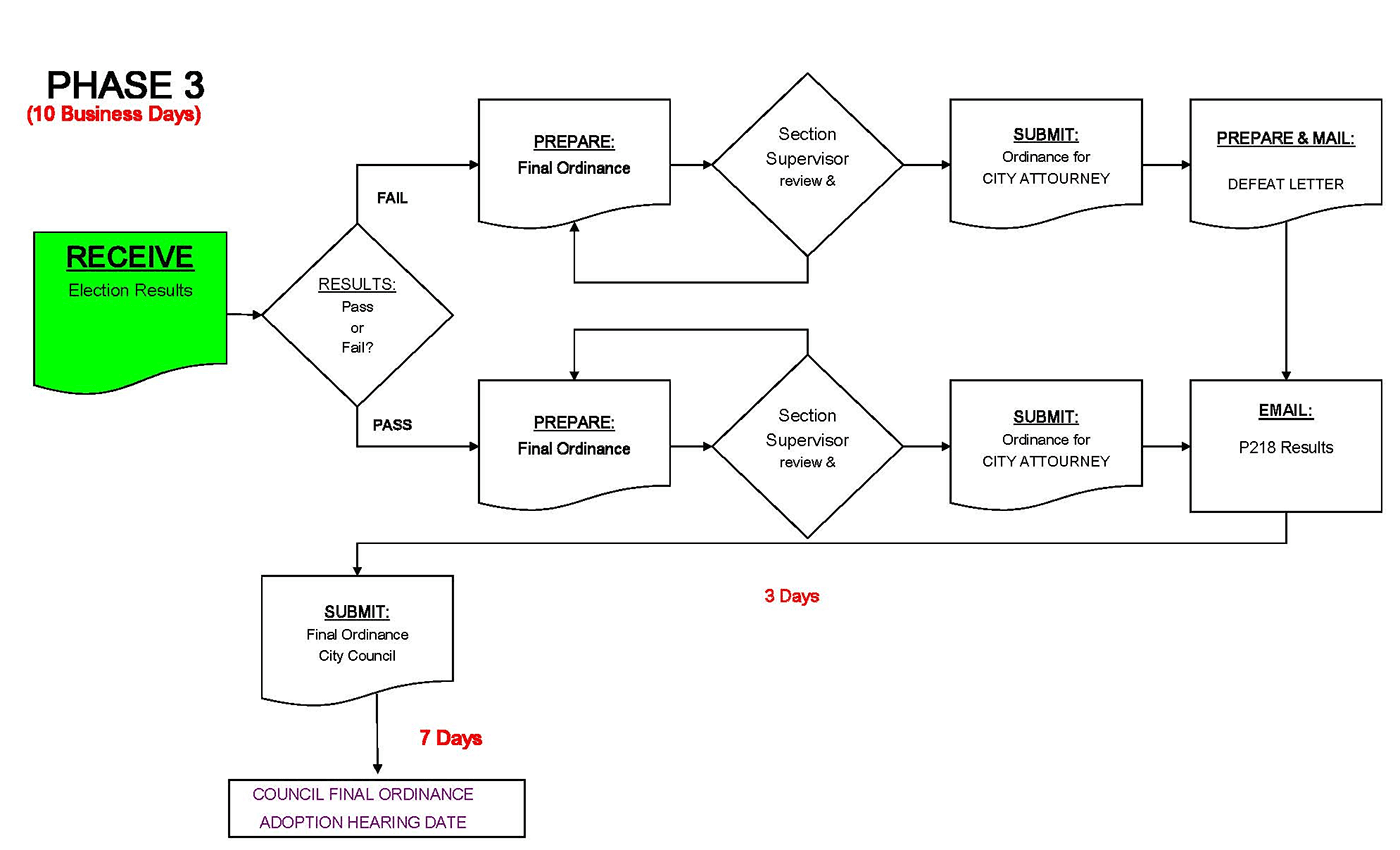 PHASE 3
(10 Business Days)
RECEIVE
Election Results
RESULTS:
Pass
or
Fail?
FAIL
PREPARE:
Final Ordinance
Section
Supervisor
review &
SUBMIT:
Ordinance for
CITY ATTOURNEY
PREPARE & MAIL:
DEFEAT LETTER
PASS
PREPARE:
Final Ordinance
Section
Supervisor
review &
SUBMIT:
Ordinance for
CITY ATTOURNEY
EMAIL:
P218 Results
3 Days
SUBMIT:
Final Ordinance
City Council
7 Days
COUNCIL FINAL ORDINANCE
ADOPTION HEARING DATE